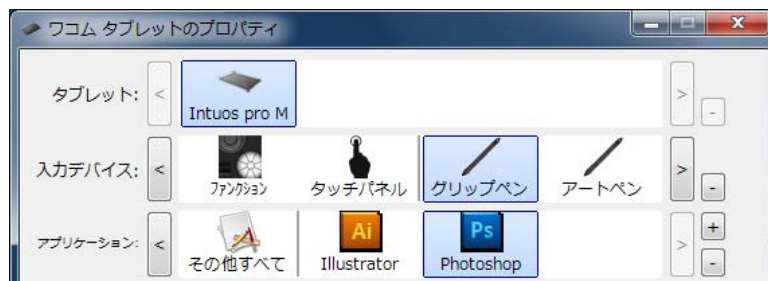 ワコム タブレットのプロパティ
タブレット: < Intuos pro M > -
入力デバイス: < ファンクション タッチパネル グリップペン アートペン > -
アプリケーション: < Ai Ps > +
その他すべて Illustrator Photoshop -